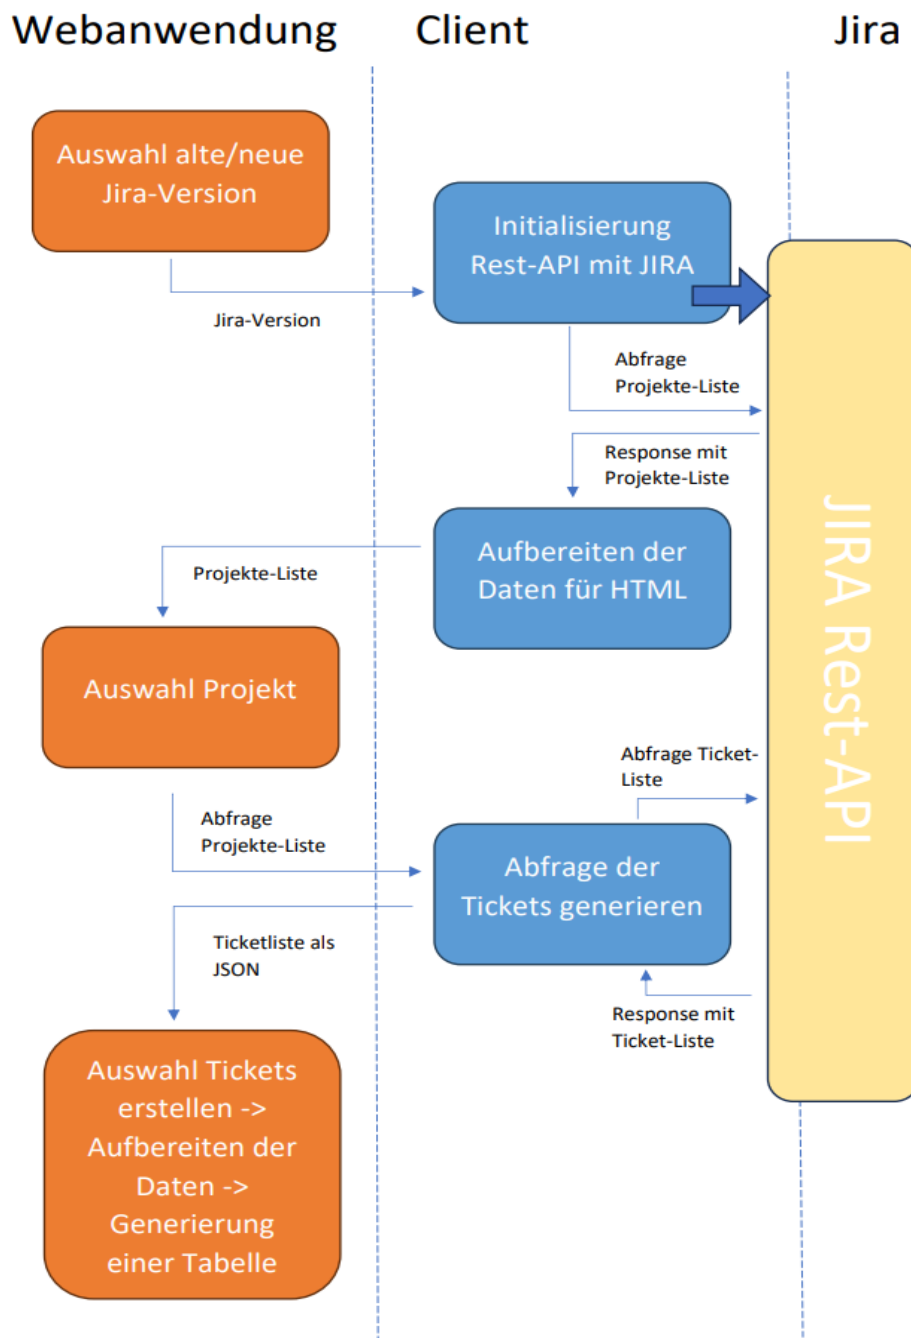 Webanwendung
Client
Jira
Auswahl alte/neue
Jira-Version
Initialisierung
Rest-API mit JIRA
Jira-Version
Abfrage
Projekte-Liste
Response mit
Projekte-Liste
JIRA Rest-API
Aufbereiten der
Daten für HTML
Projekte-Liste
Auswahl Projekt
Abfrage Ticket-
Liste
Abfrage
Projekte-Liste
Abfrage der
Tickets generieren
Ticketliste als
JSON
Response mit
Ticket-Liste
Auswahl Tickets
erstellen ->
Aufbereiten der
Daten ->
Generierung
einer Tabelle